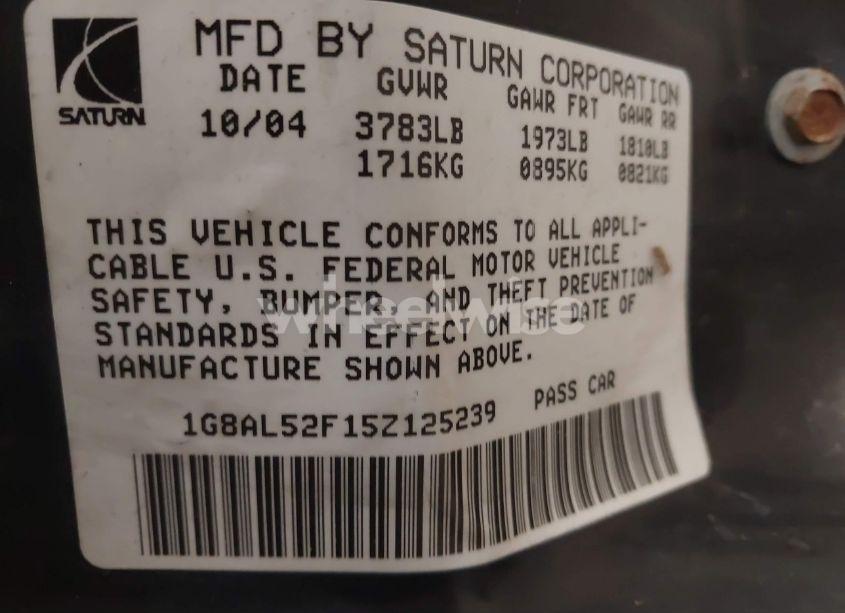 SATURN
MFD BY SATURN CORPORATION
DATE GVWR GAWR FRT GAWR RR
10/04 3783LB 1973LB 1810LB
1716KG 0895KG 0821KG
THIS VEHICLE CONFORMS TO ALL APPLI-
CABLE U.S. FEDERAL MOTOR VEHICLE
SAFETY, BUMPER, AND THEFT PREVENTION
STANDARDS IN EFFECT ON THE DATE OF
MANUFACTURE SHOWN ABOVE.
1G8AL52F15Z125239 PASS CAR
wheelwise